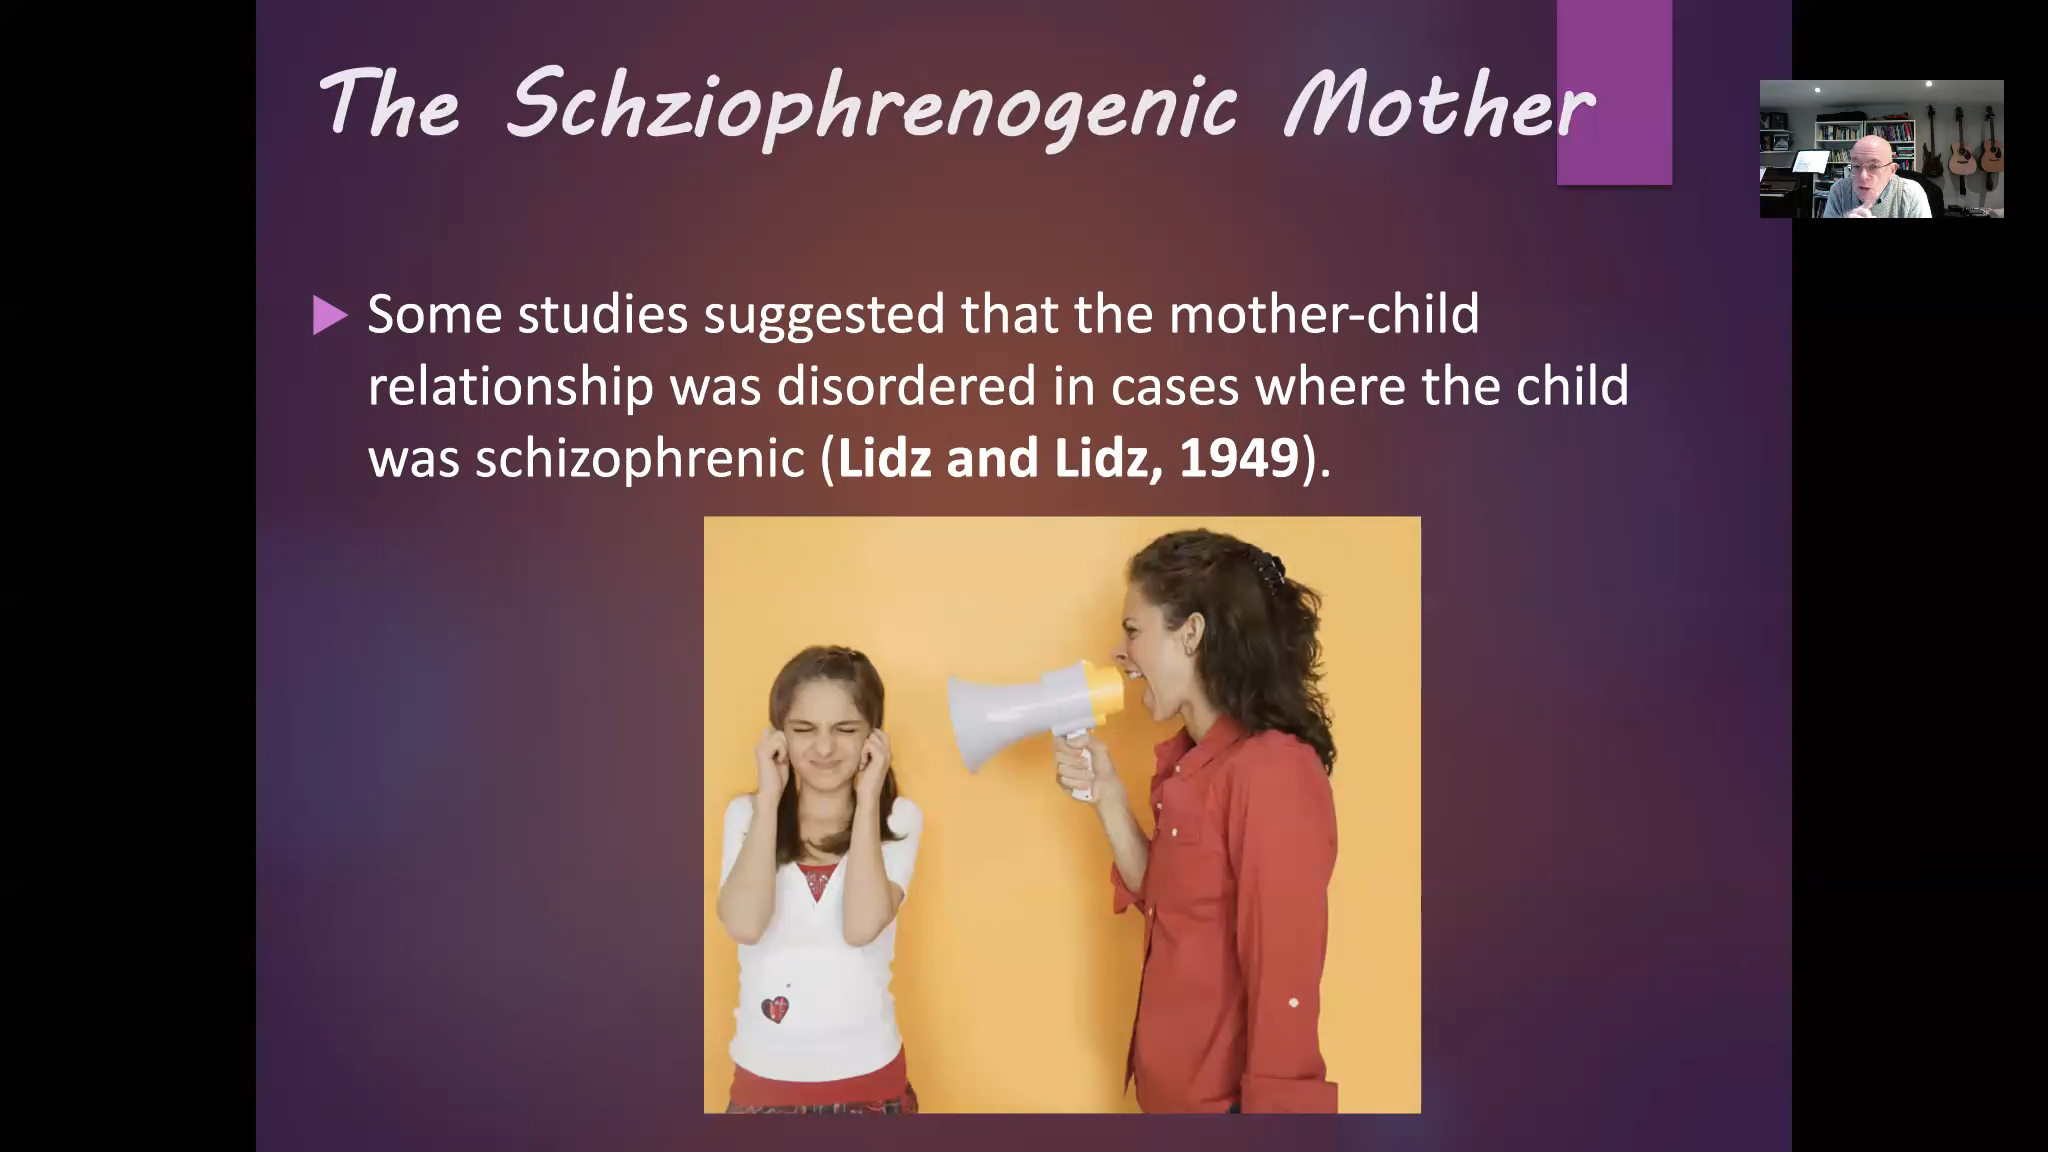 The Schziophrenogenic Mother
Some studies suggested that the mother-child
relationship was disordered in cases where the child
was schizophrenic (Lidz and Lidz, 1949).